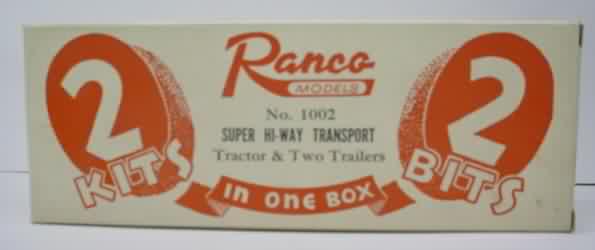 2
KITS
Ranco
MODELS
No. 1002
SUPER HI-WAY TRANSPORT
Tractor & Two Trailers
IN ONE BOX
2
BITS